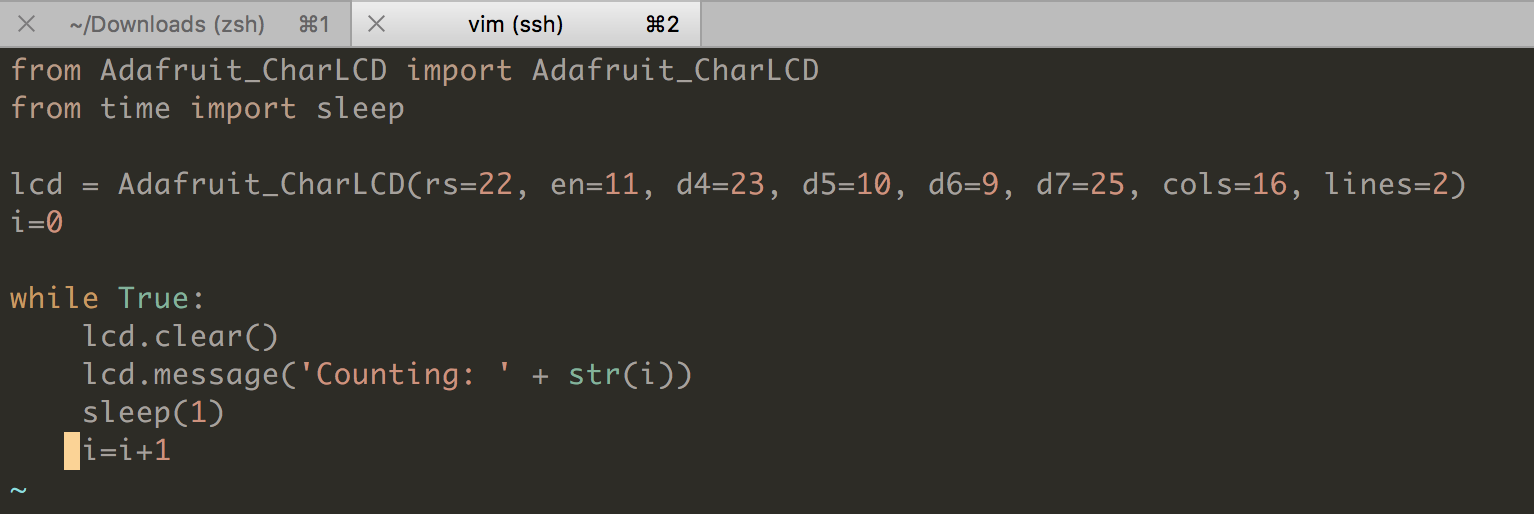 ~/Downloads (zsh) ⌘1 vim (ssh) ⌘2
from Adafruit_CharLCD import Adafruit_CharLCD
from time import sleep

lcd = Adafruit_CharLCD(rs=22, en=11, d4=23, d5=10, d6=9, d7=25, cols=16, lines=2)
i=0

while True:
    lcd.clear()
    lcd.message('Counting: ' + str(i))
    sleep(1)
    i=i+1
~